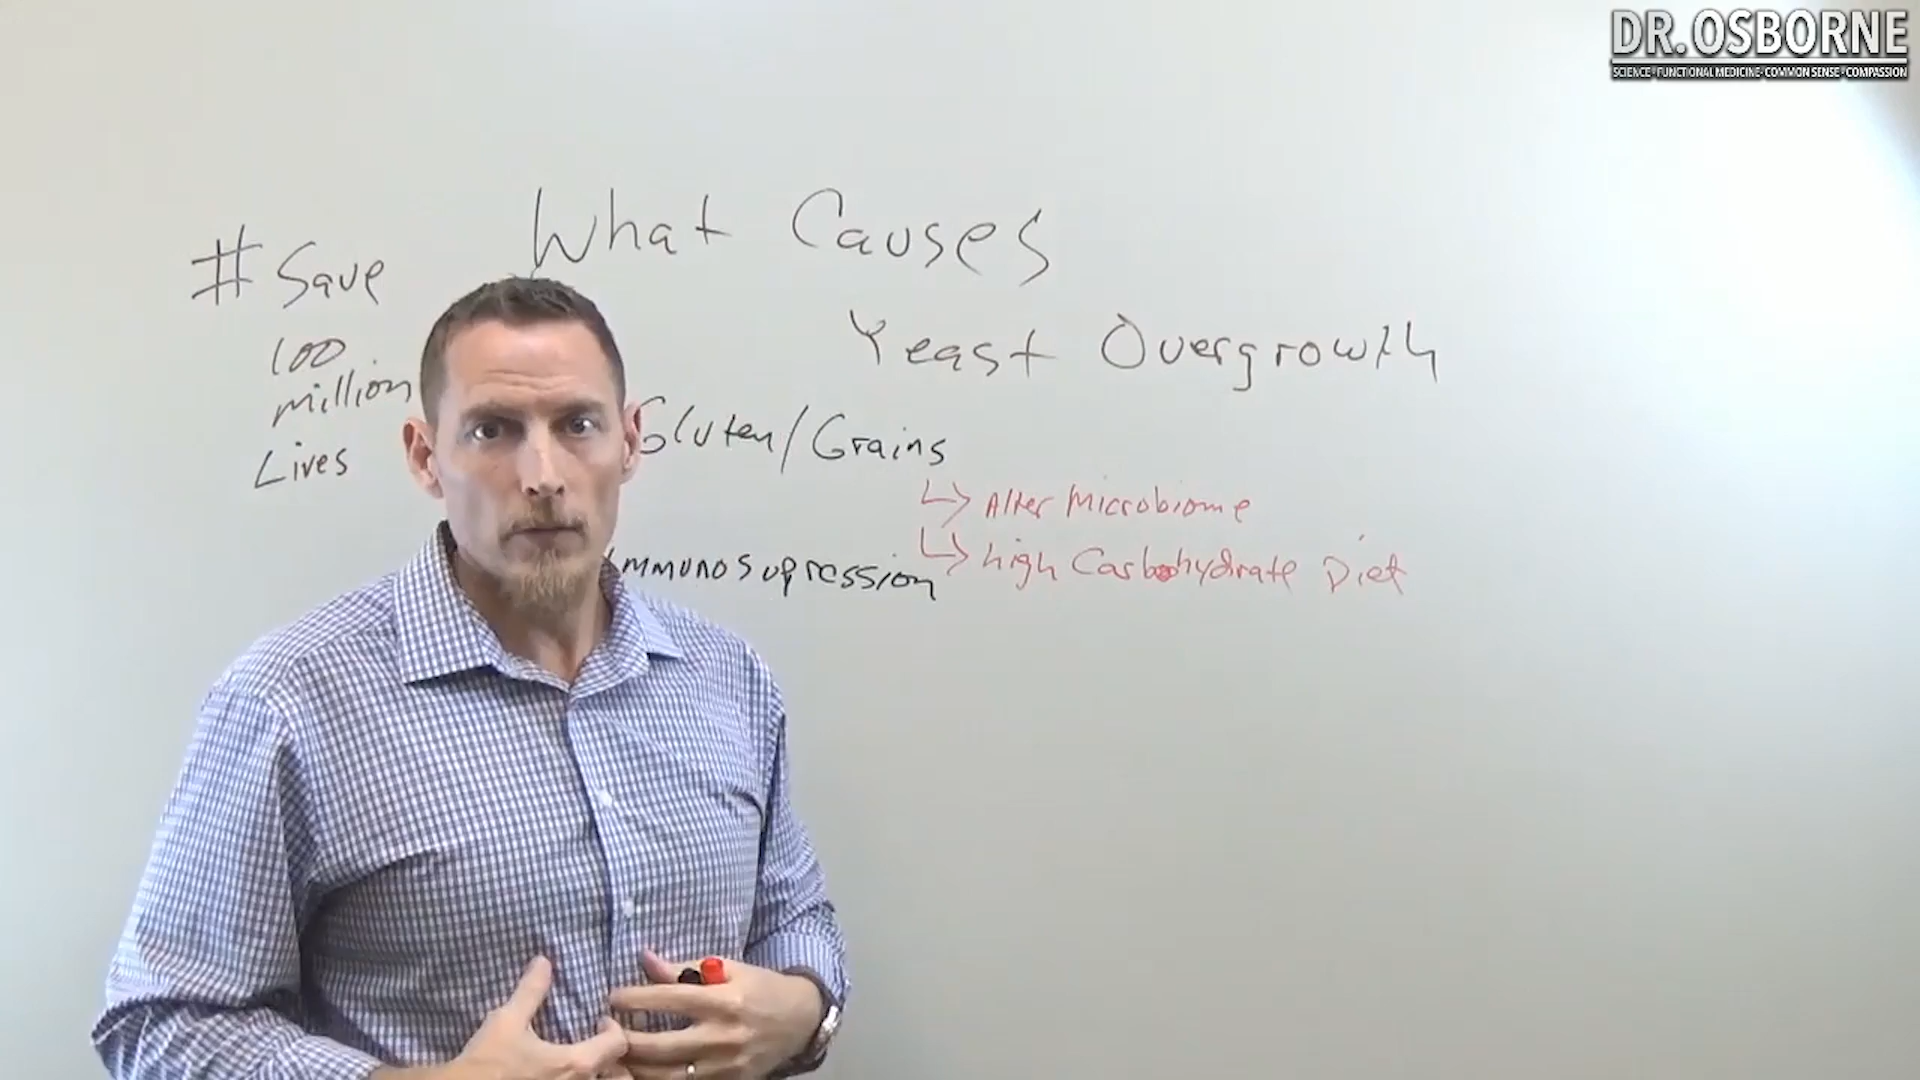 DR. OSBORNE
SCIENCE - FUNCTIONAL MEDICINE - COMMON SENSE - COMPASSION
What Causes
Yeast Overgrowth
# Save
100
million
Lives
Gluten/Grains
↳ Alter Microbiome
↳ high Carbohydrate Diet
mmunosupression